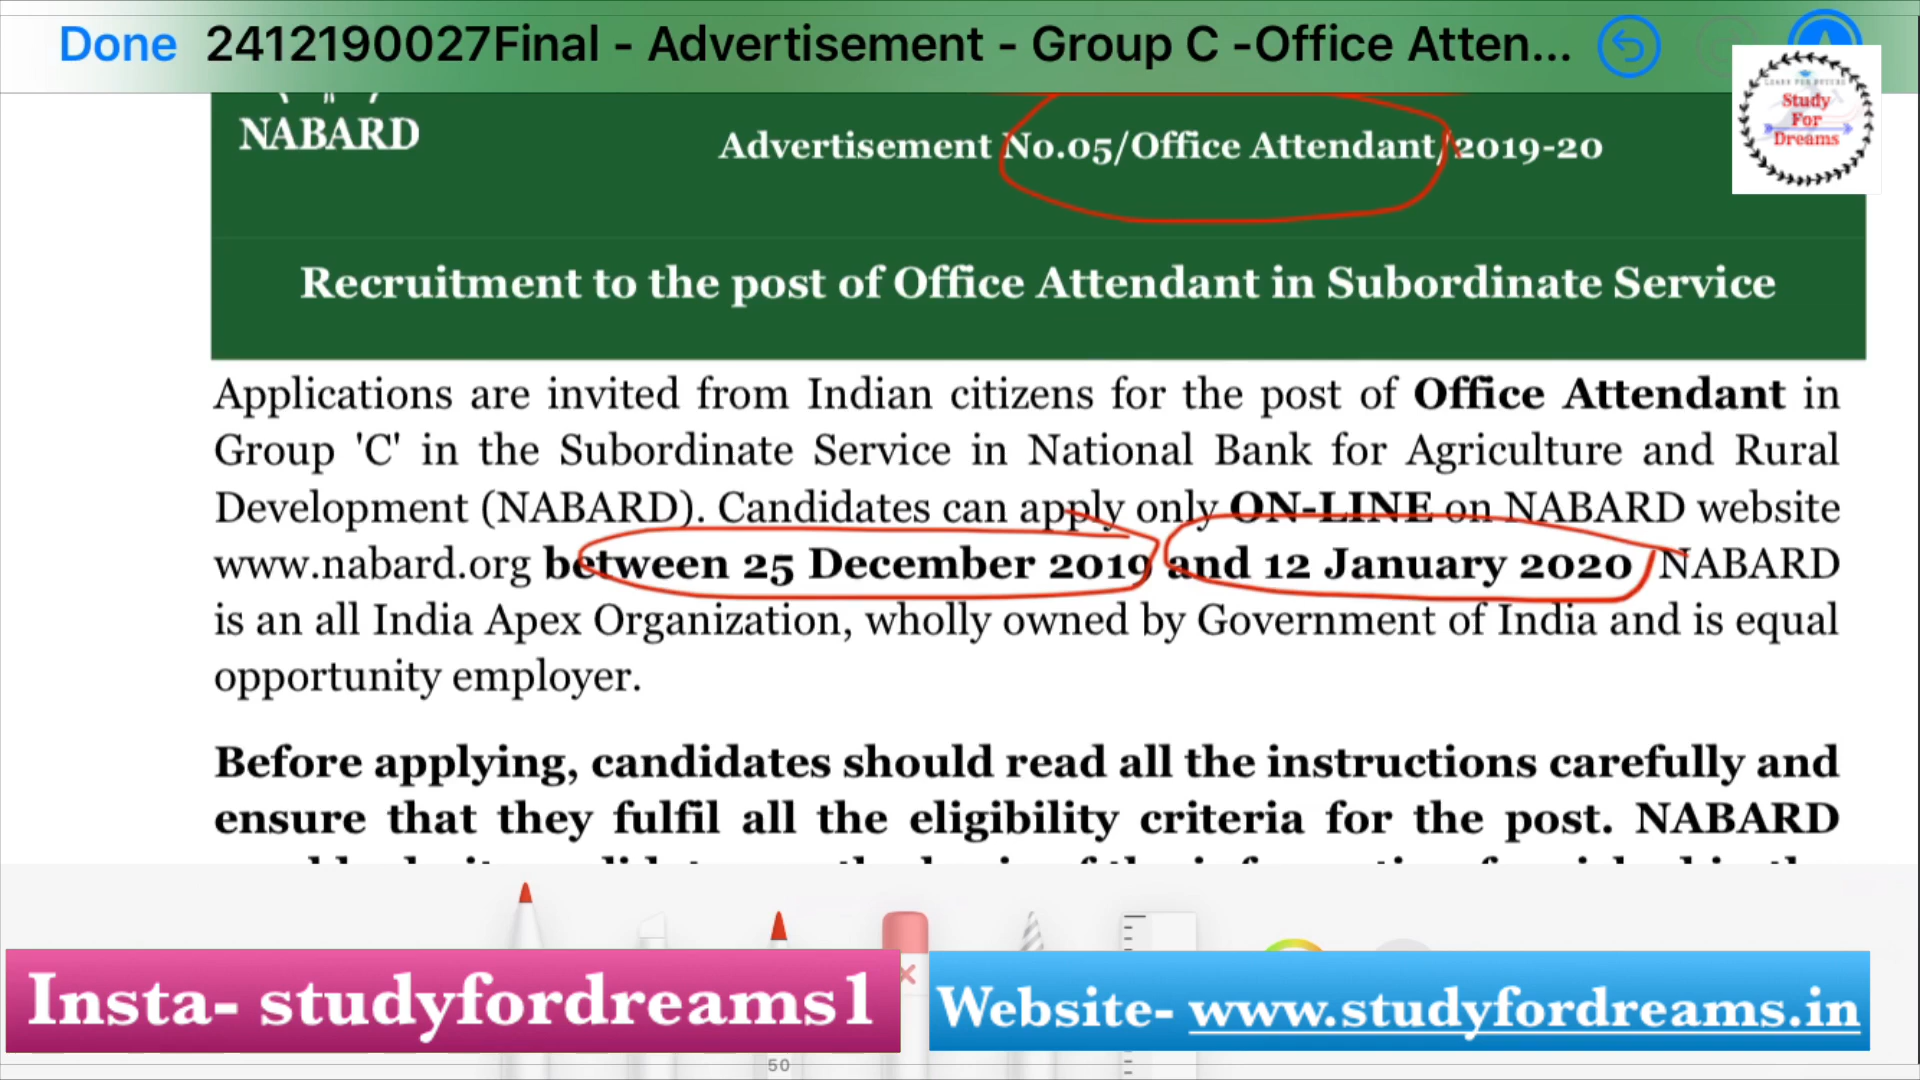 Done 2412190027Final - Advertisement - Group C -Office Atten...
Study
For
Dreams
NABARD
Advertisement No.05/Office Attendant/2019-20
Recruitment to the post of Office Attendant in Subordinate Service
Applications are invited from Indian citizens for the post of Office Attendant in
Group 'C' in the Subordinate Service in National Bank for Agriculture and Rural
Development (NABARD). Candidates can apply only ON-LINE on NABARD website
www.nabard.org between 25 December 2019 and 12 January 2020 NABARD
is an all India Apex Organization, wholly owned by Government of India and is equal
opportunity employer.
Before applying, candidates should read all the instructions carefully and
ensure that they fulfil all the eligibility criteria for the post. NABARD
Insta- studyfordreams1
Website- www.studyfordreams.in
50